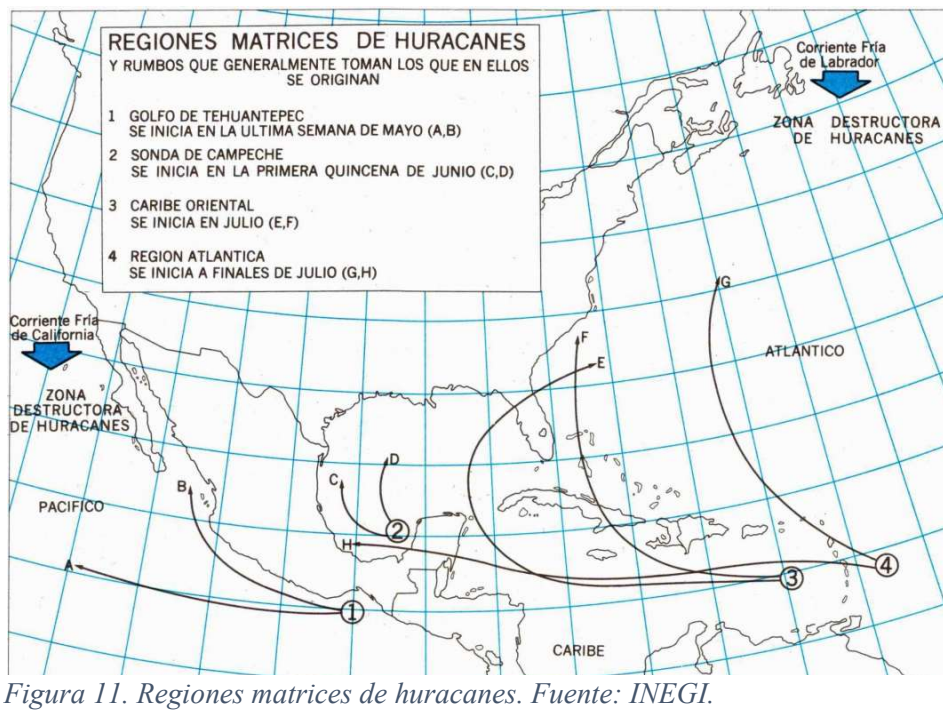 REGIONES MATRICES DE HURACANES
Y RUMBOS QUE GENERALMENTE TOMAN LOS QUE EN ELLOS
SE ORIGINAN
1 GOLFO DE TEHUANTEPEC
SE INICIA EN LA ULTIMA SEMANA DE MAYO (A,B)
2 SONDA DE CAMPECHE
SE INICIA EN LA PRIMERA QUINCENA DE JUNIO (C,D)
3 CARIBE ORIENTAL
SE INICIA EN JULIO (E,F)
4 REGION ATLANTICA
SE INICIA A FINALES DE JULIO (G,H)
Corriente Fría
de Labrador
ZONA DESTRUCTORA
DE HURACANES
G
Corriente Fría
de California
F
E
ATLANTICO
ZONA
DESTRUCTORA
DE HURACANES
D
B
C
PACIFICO
2
H
A
4
3
1
CARIBE
Figura 11. Regiones matrices de huracanes. Fuente: INEGI.